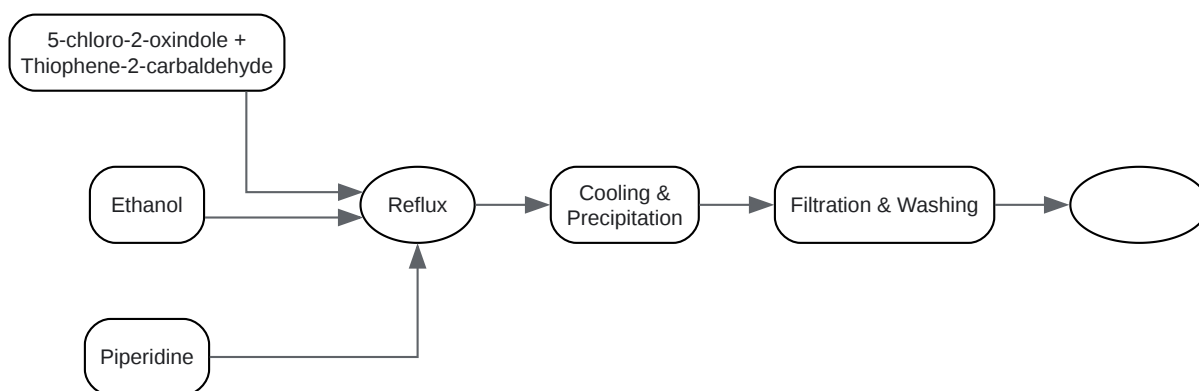 5-chloro-2-oxindole +
Thiophene-2-carbaldehyde
Ethanol
Reflux
Cooling &
Precipitation
Filtration & Washing
Piperidine